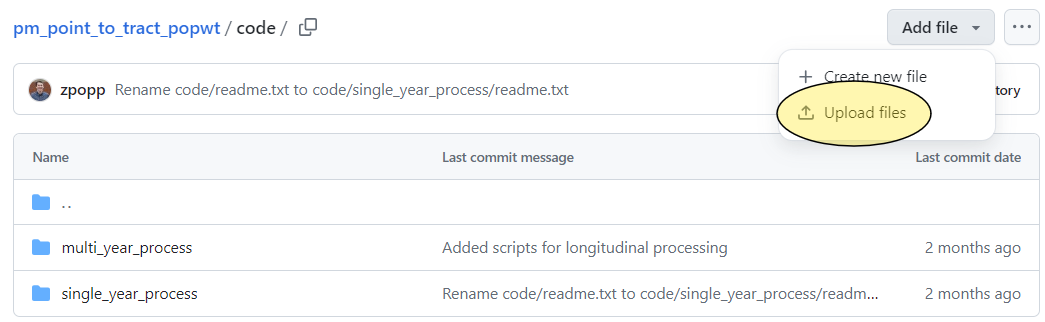 pm_point_to_tract_popwt / code /
Add file
Create new file
Upload files
zpopp Rename code/readme.txt to code/single_year_process/readme.txt
tory
Name Last commit message Last commit date
..
multi_year_process Added scripts for longitudinal processing 2 months ago
single_year_process Rename code/readme.txt to code/single_year_process/readm... 2 months ago